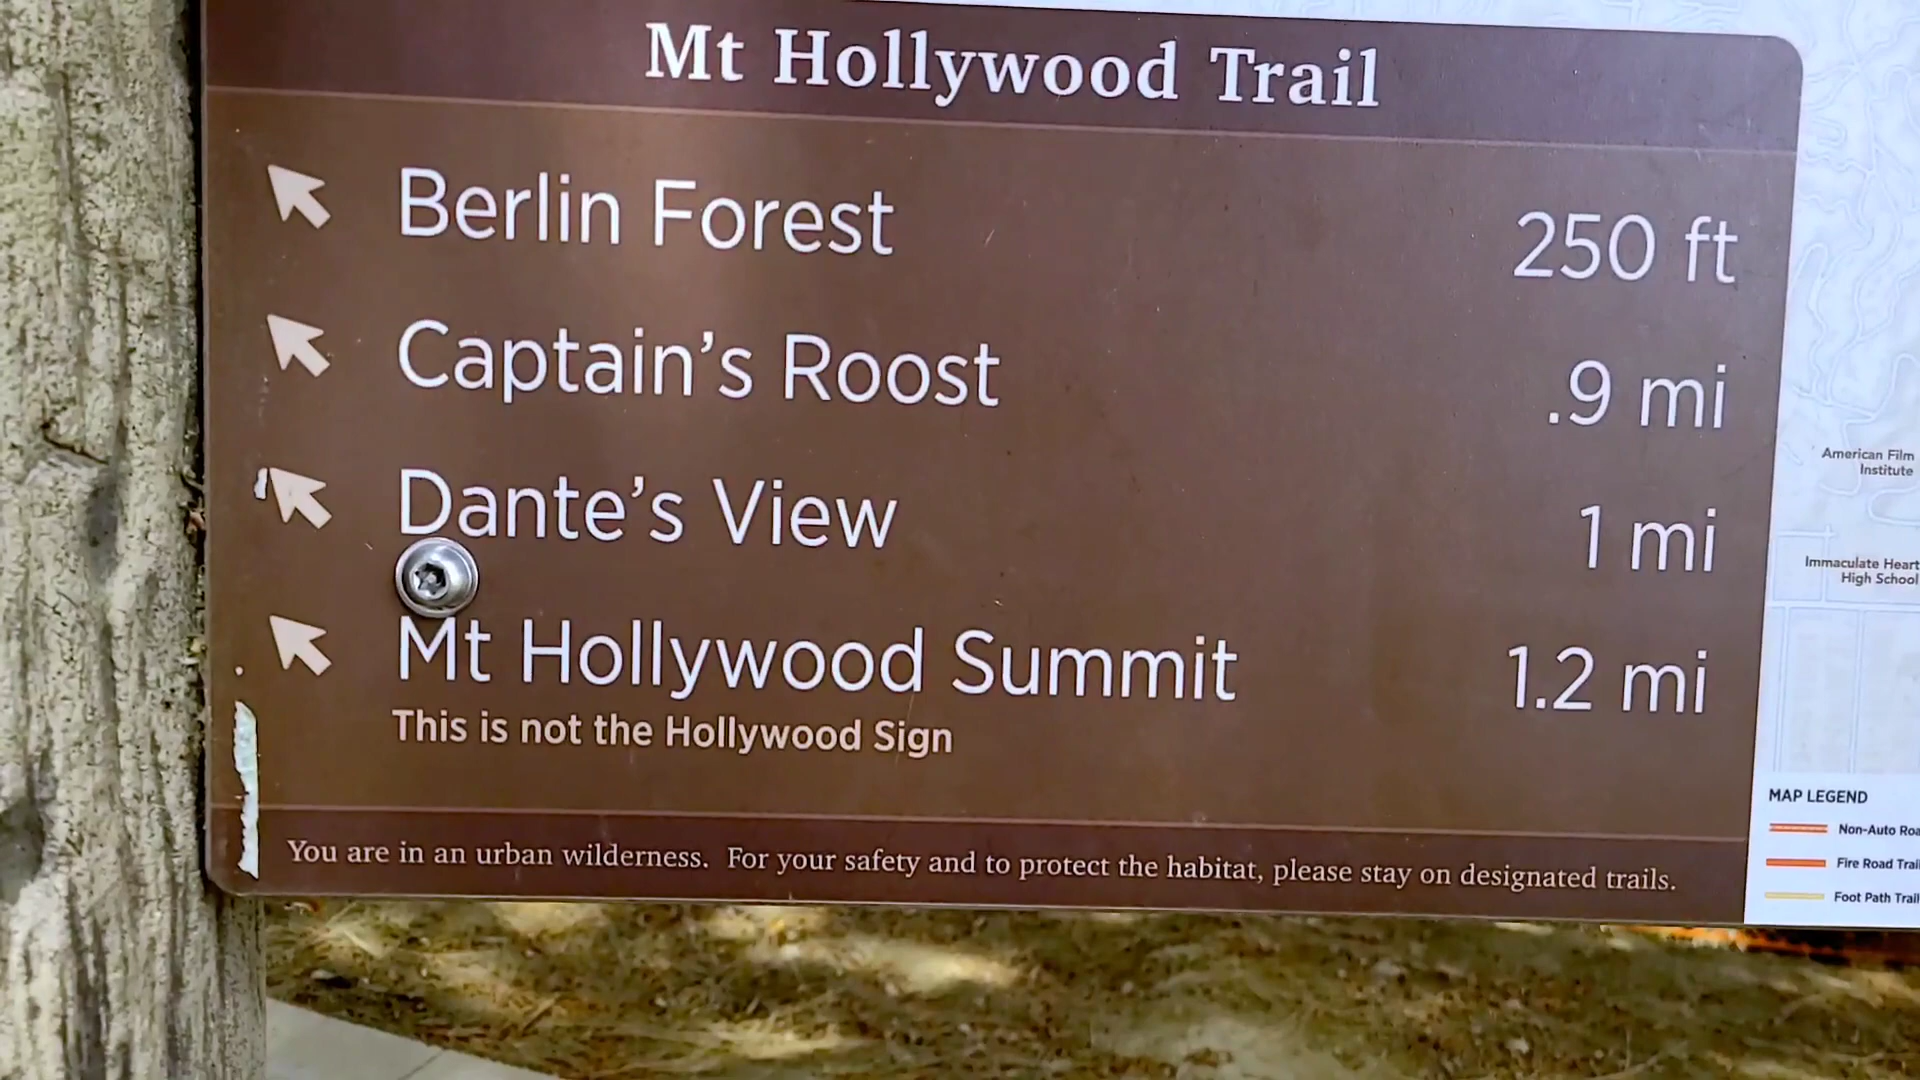 Mt Hollywood Trail
Berlin Forest 250 ft
Captain's Roost .9 mi
Dante's View 1 mi
Mt Hollywood Summit 1.2 mi
This is not the Hollywood Sign
You are in an urban wilderness. For your safety and to protect the habitat, please stay on designated trails.
American Film
Institute
Immaculate Heart
High School
MAP LEGEND
Non-Auto
Fire Road
Foot Path Trail